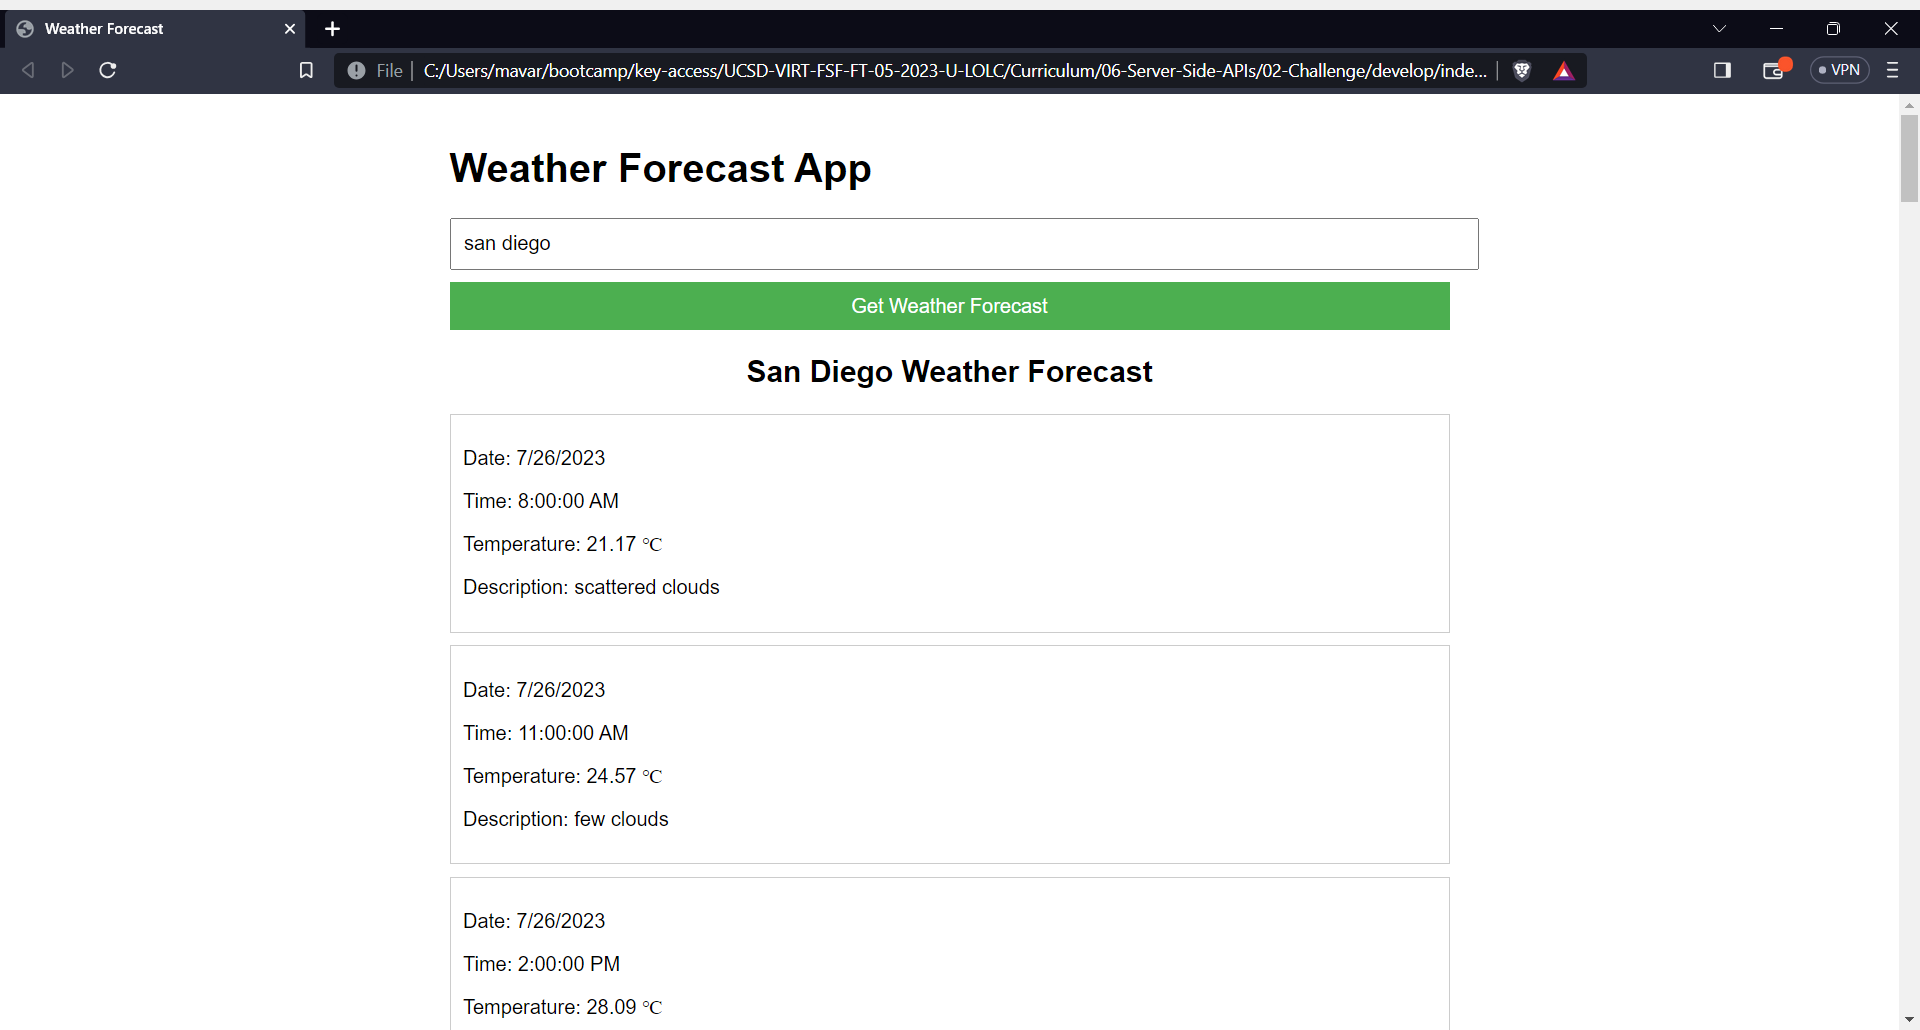 Weather Forecast
File
C:/Users/mavar/bootcamp/key-access/UCSD-VIRT-FSF-FT-05-2023-U-LOLC/Curriculum/06-Server-Side-APIs/02-Challenge/develop/inde...
VPN
Weather Forecast App
san diego
Get Weather Forecast
San Diego Weather Forecast
Date: 7/26/2023
Time: 8:00:00 AM
Temperature: 21.17 ℃
Description: scattered clouds
Date: 7/26/2023
Time: 11:00:00 AM
Temperature: 24.57 ℃
Description: few clouds
Date: 7/26/2023
Time: 2:00:00 PM
Temperature: 28.09 ℃